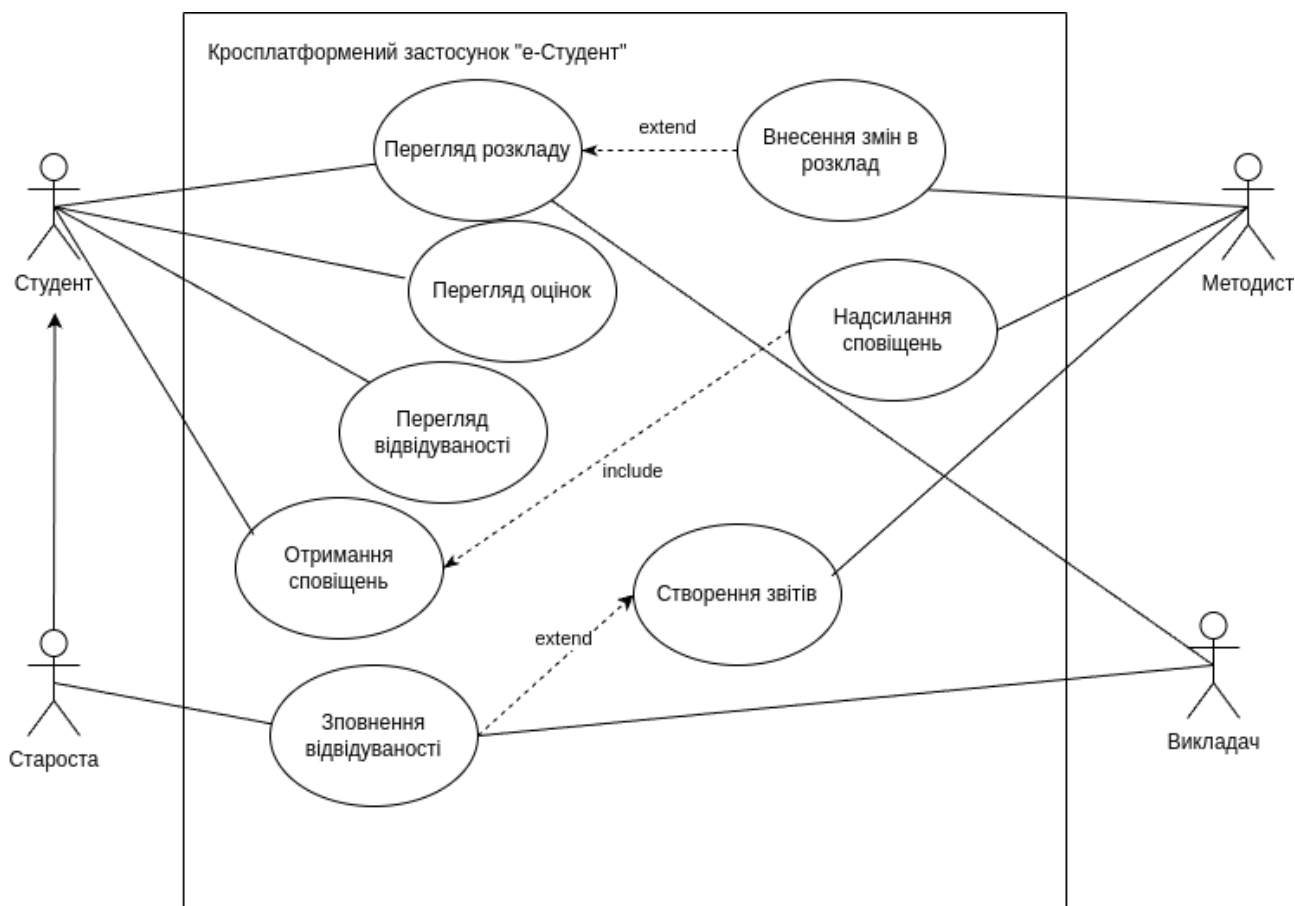 Кросплатформений застосунок "е-Студент"
Перегляд розкладу
extend
Внесення змін в
розклад
Студент
Перегляд оцінок
Методист
Надсилання
сповіщень
Перегляд
відвідуваності
include
Отримання
сповіщень
Створення звітів
extend
Зповнення
відвідуваності
Староста
Викладач